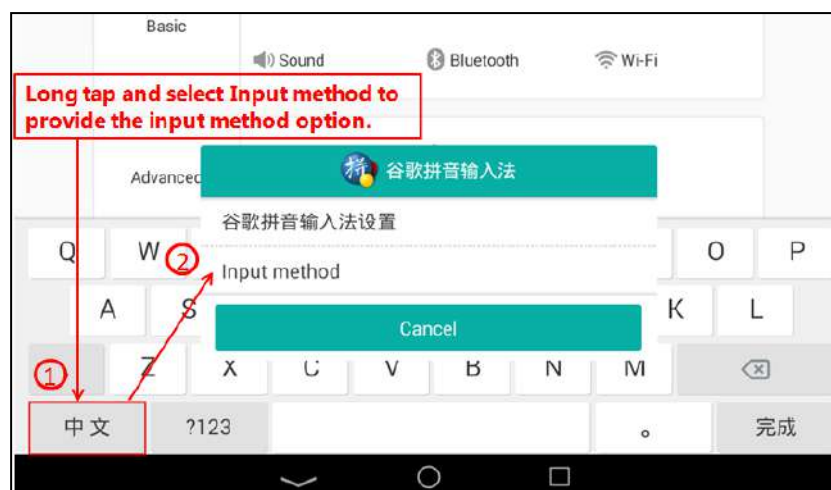 Basic
Sound Bluetooth Wi-Fi
Long tap and select Input method to
provide the input method option.
Advanced
谷歌拼音输入法
谷歌拼音输入法设置
Q W O P
② Input method
A S K L
Cancel
① Z X C V B N M
中文 ?123 。 完成